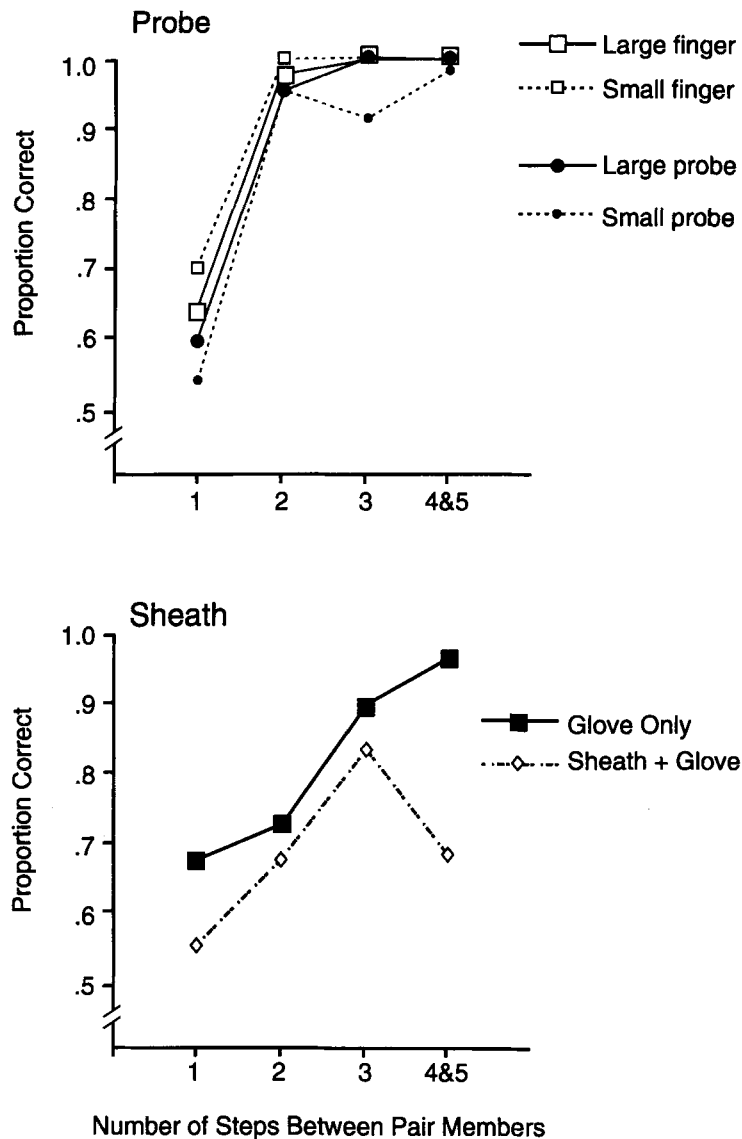 Probe
Large finger
Small finger
Large probe
Small probe
Proportion Correct
1.0
.9
.8
.7
.6
.5
1 2 3 4&5
Sheath
Glove Only
Sheath + Glove
Proportion Correct
1.0
.9
.8
.7
.6
.5
1 2 3 4&5
Number of Steps Between Pair Members